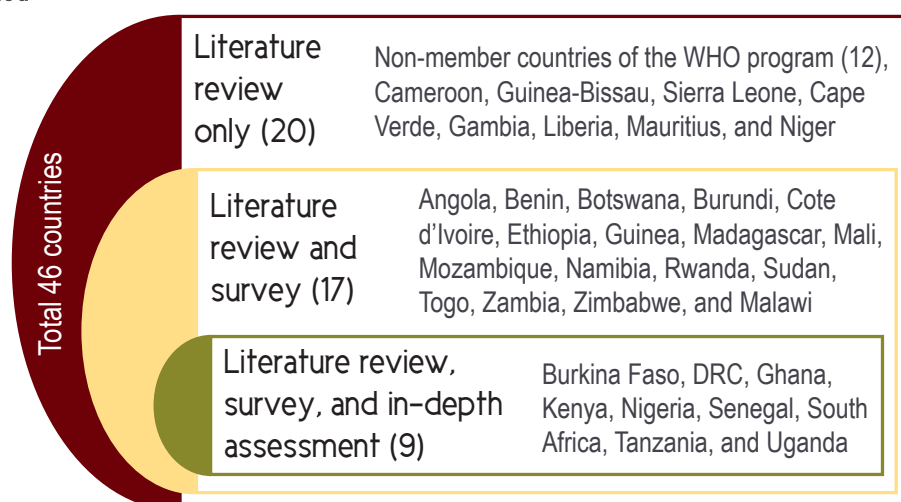 Total 46 countries
Literature
review
only (20)
Non-member countries of the WHO program (12),
Cameroon, Guinea-Bissau, Sierra Leone, Cape
Verde, Gambia, Liberia, Mauritius, and Niger
Literature
review and
survey (17)
Angola, Benin, Botswana, Burundi, Cote
d’Ivoire, Ethiopia, Guinea, Madagascar, Mali,
Mozambique, Namibia, Rwanda, Sudan,
Togo, Zambia, Zimbabwe, and Malawi
Literature review,
survey, and in-depth
assessment (9)
Burkina Faso, DRC, Ghana,
Kenya, Nigeria, Senegal, South
Africa, Tanzania, and Uganda